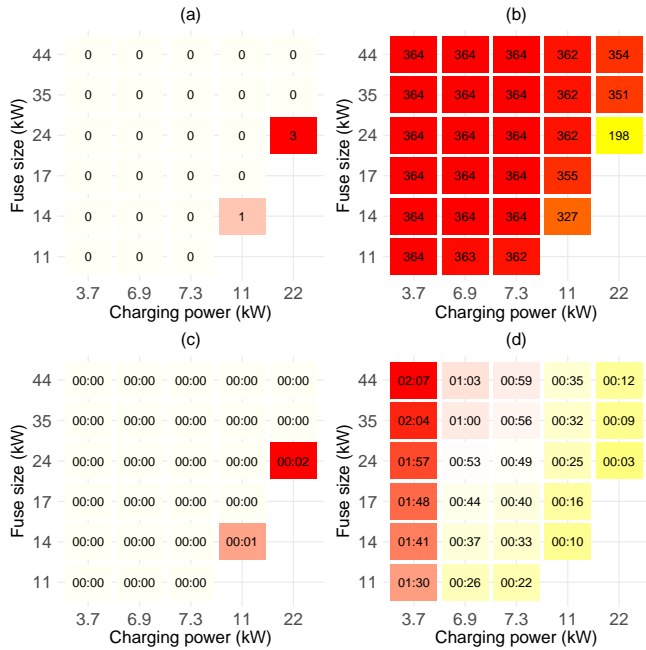 (a)
44 0 0 0 0 0
35 0 0 0 0 0
24 0 0 0 0 3
17 0 0 0 0
14 0 0 0 1
11 0 0 0
3.7 6.9 7.3 11 22
Charging power (kW)
Fuse size (kW)
(b)
44 364 364 364 362 354
35 364 364 364 362 351
24 364 364 364 362 198
17 364 364 364 355
14 364 364 364 327
11 364 363 362
3.7 6.9 7.3 11 22
Charging power (kW)
Fuse size (kW)
(c)
44 00:00 00:00 00:00 00:00 00:00
35 00:00 00:00 00:00 00:00 00:00
24 00:00 00:00 00:00 00:00 00:02
17 00:00 00:00 00:00 00:00
14 00:00 00:00 00:00 00:01
11 00:00 00:00 00:00
3.7 6.9 7.3 11 22
Charging power (kW)
Fuse size (kW)
(d)
44 02:07 01:03 00:59 00:35 00:12
35 02:04 01:00 00:56 00:32 00:09
24 01:57 00:53 00:49 00:25 00:03
17 01:48 00:44 00:40 00:16
14 01:41 00:37 00:33 00:10
11 01:30 00:26 00:22
3.7 6.9 7.3 11 22
Charging power (kW)
Fuse size (kW)